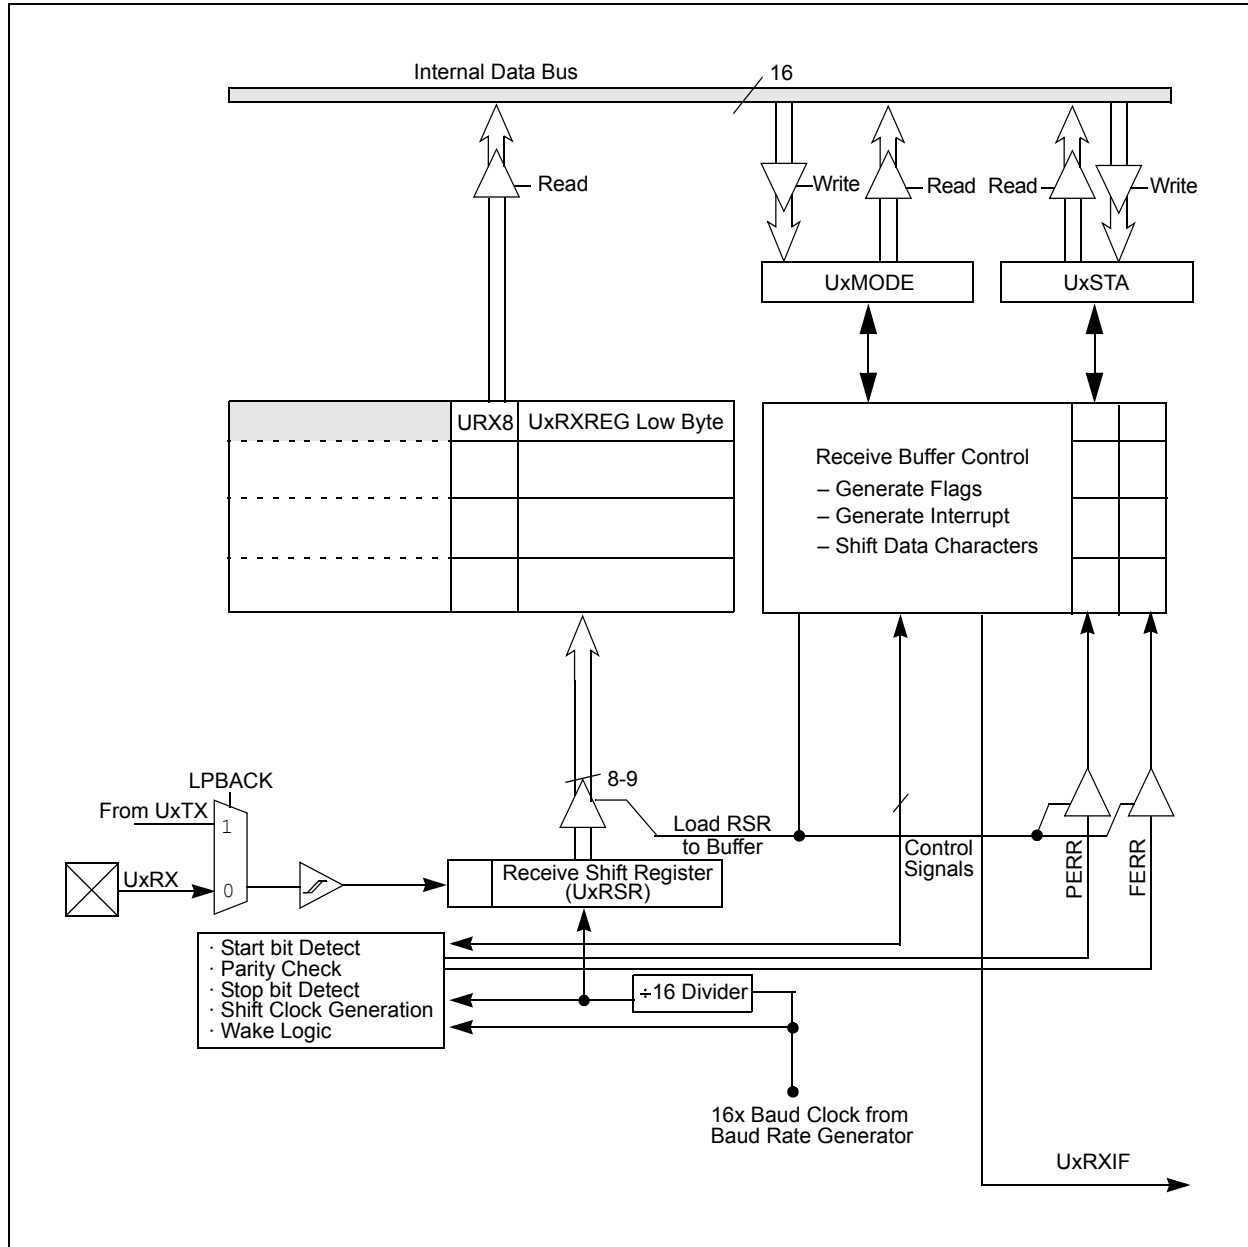 Internal Data Bus
16
Read
Write
Read
Read
Write
UxMODE
UxSTA
URX8
UxRXREG Low Byte
Receive Buffer Control
– Generate Flags
– Generate Interrupt
– Shift Data Characters
LPBACK
From UxTX
1
UxRX
0
8-9
Load RSR
to Buffer
Control
Signals
PERR
FERR
Receive Shift Register
(UxRSR)
· Start bit Detect
· Parity Check
· Stop bit Detect
· Shift Clock Generation
· Wake Logic
÷16 Divider
16x Baud Clock from
Baud Rate Generator
UxRXIF